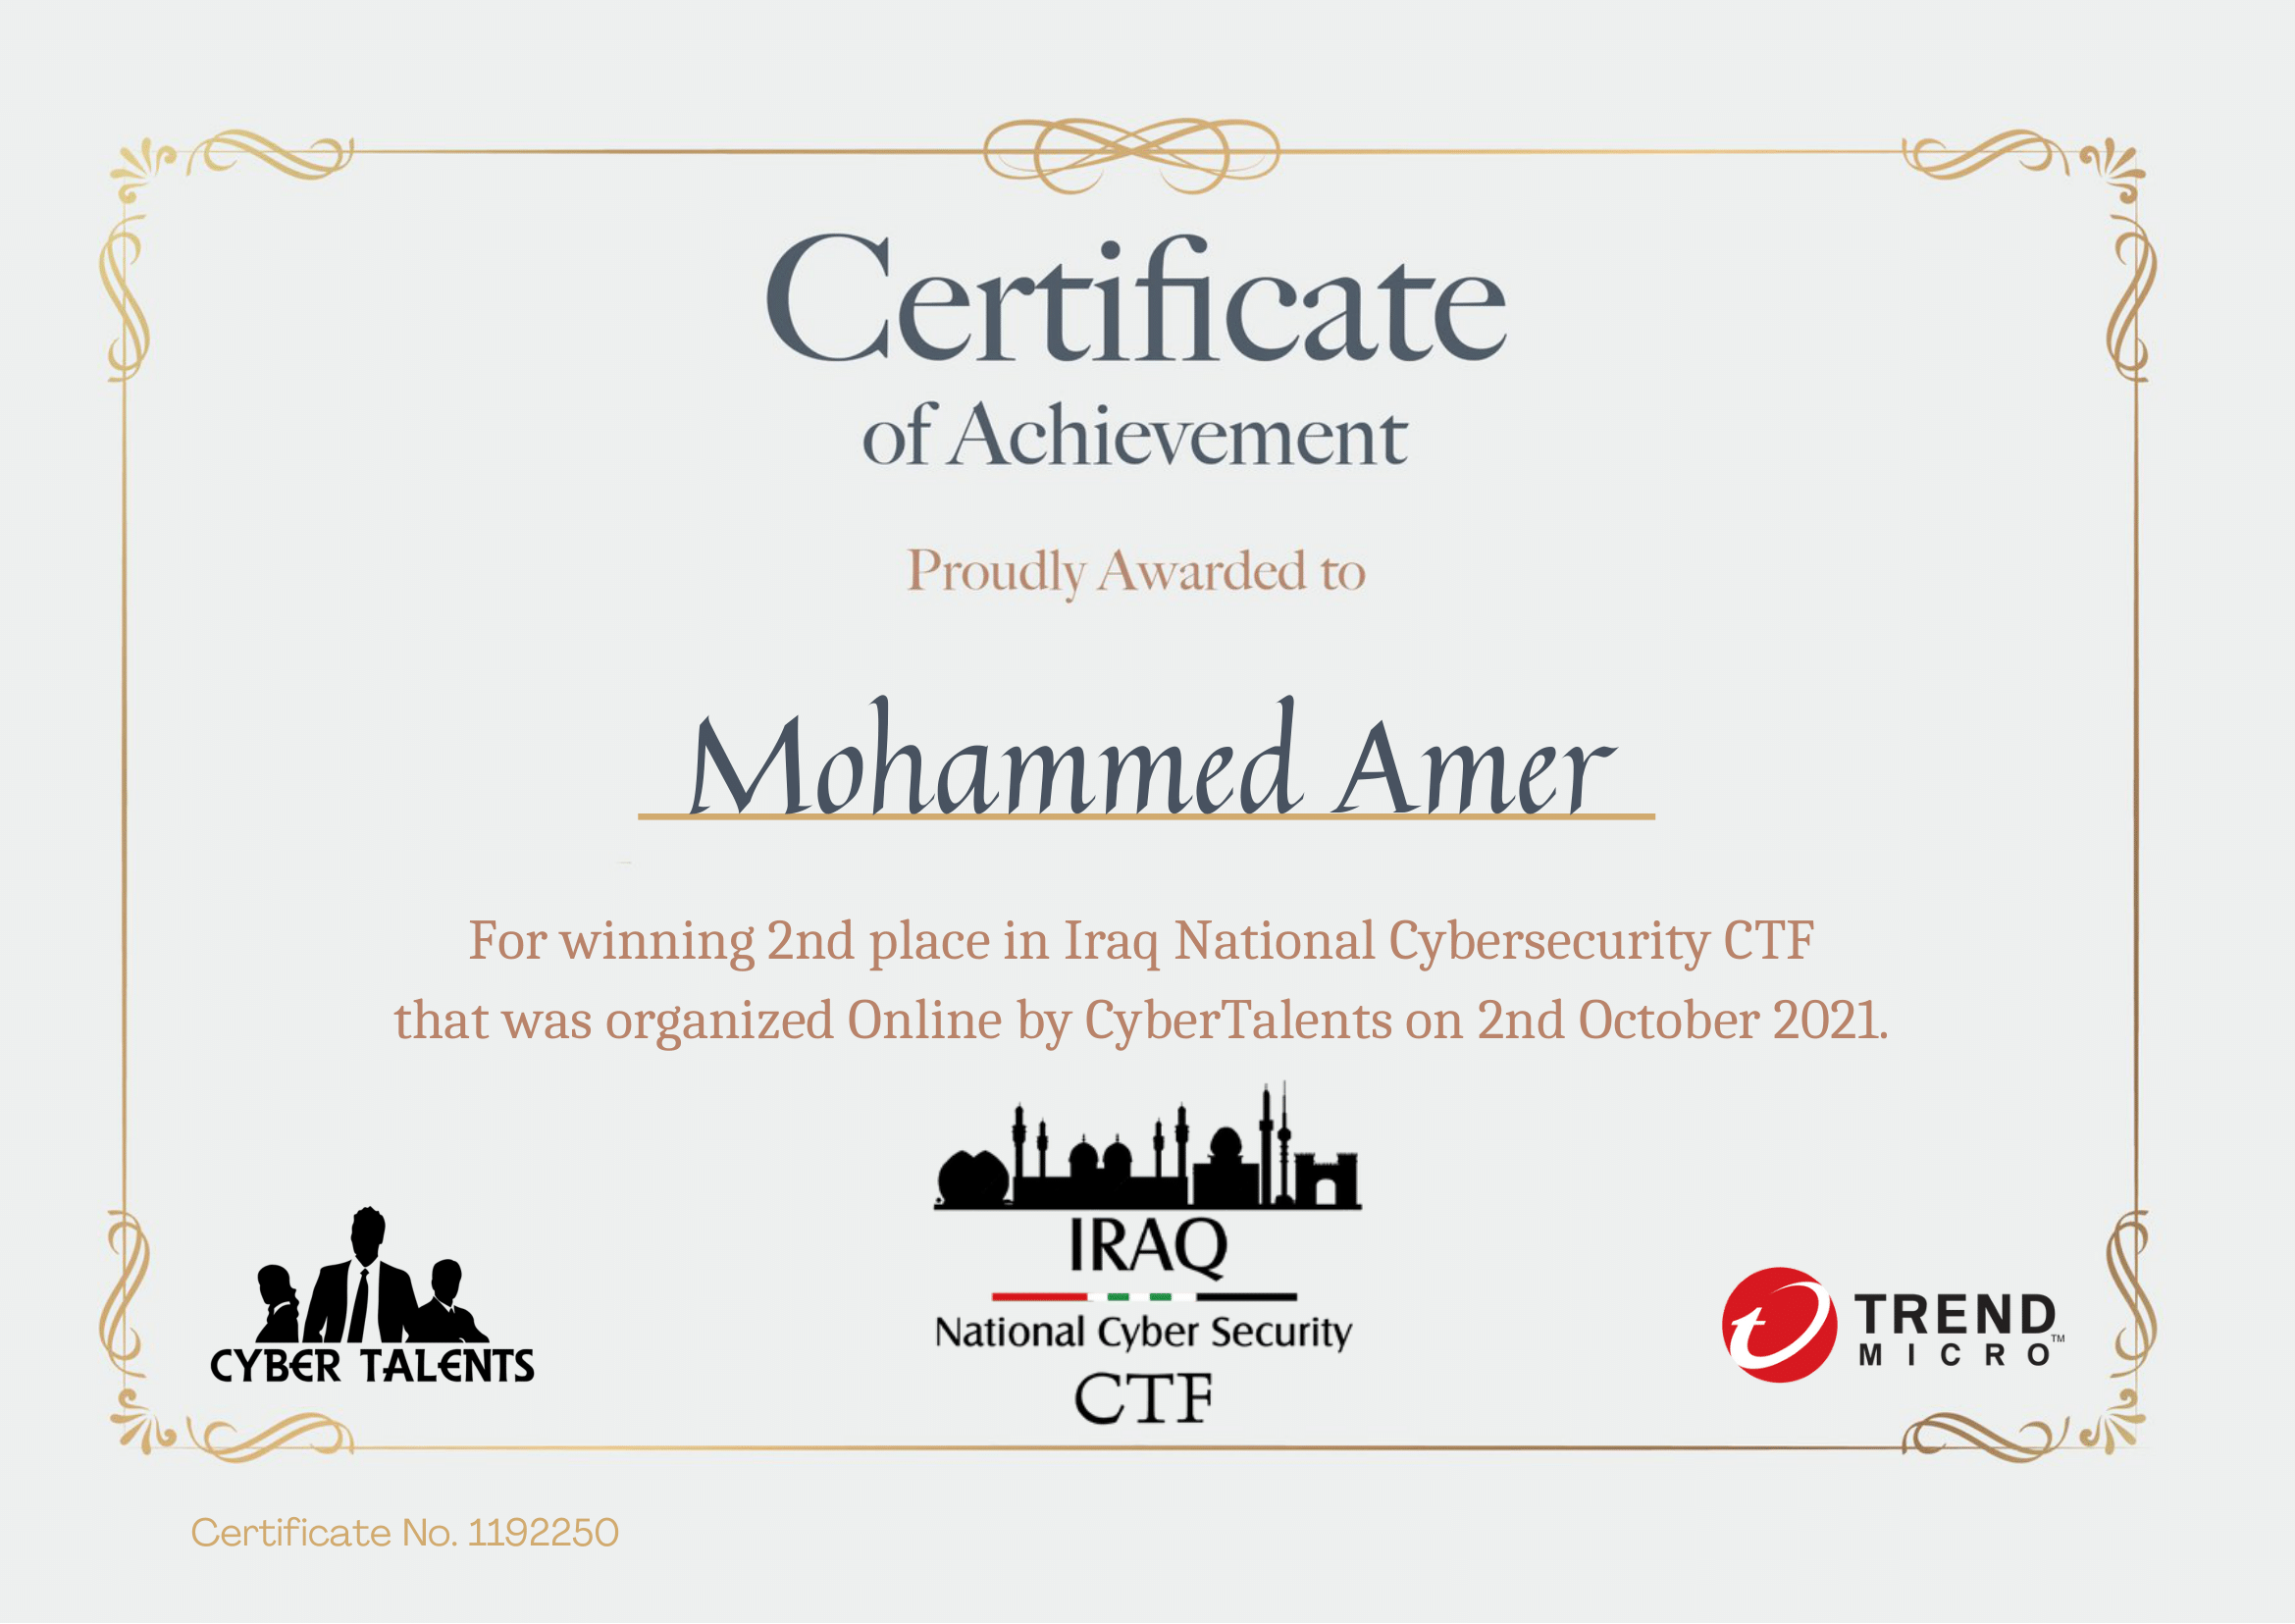 Certificate
of Achievement
Proudly Awarded to
Mohammed Amer
For winning 2nd place in Iraq National Cybersecurity CTF
that was organized Online by CyberTalents on 2nd October 2021.
IRAQ
National Cyber Security
CTF
CYBER TALENTS
TREND
MICRO™
Certificate No. 1192250